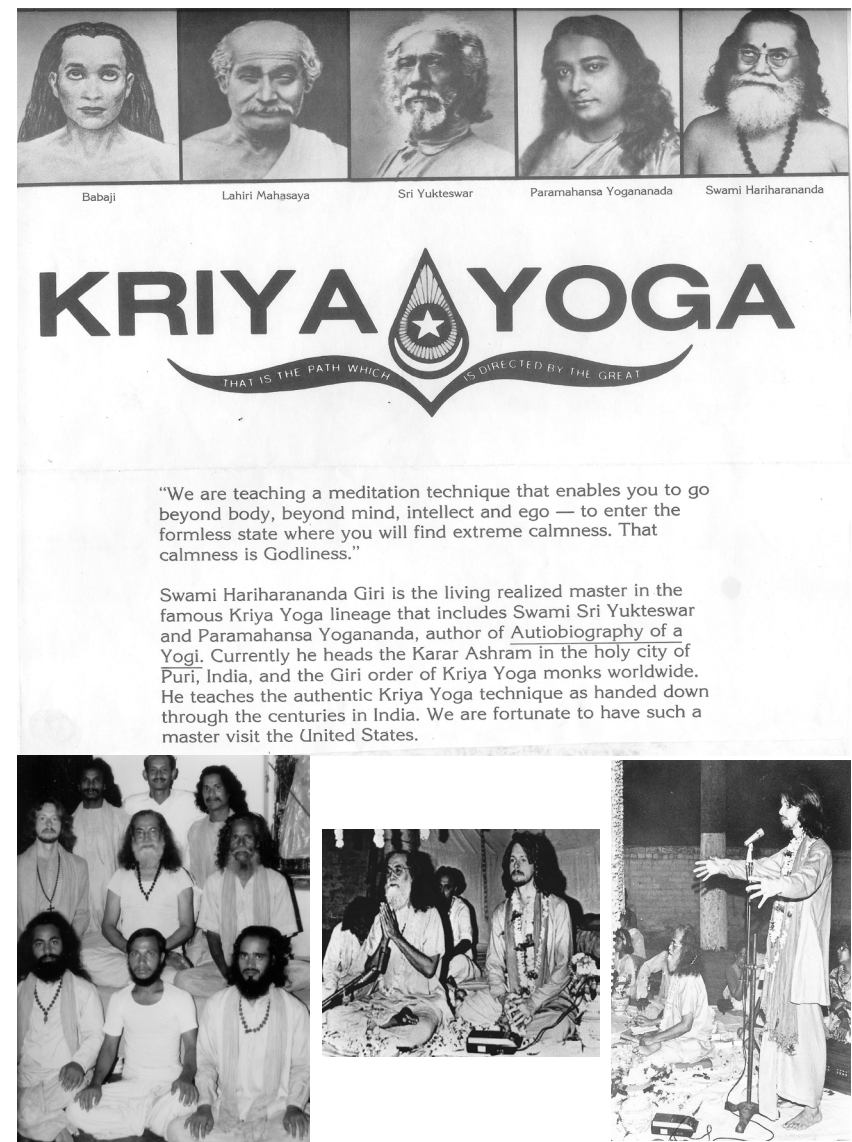 Babaji
Lahiri Mahasaya
Sri Yukteswar
Paramahansa Yogananada
Swami Hariharananda
KRIYA YOGA
THAT IS THE PATH WHICH IS DIRECTED BY THE GREAT
“We are teaching a meditation technique that enables you to go
beyond body, beyond mind, intellect and ego — to enter the
formless state where you will find extreme calmness. That
calmness is Godliness.”
Swami Hariharananda Giri is the living realized master in the
famous Kriya Yoga lineage that includes Swami Sri Yukteswar
and Paramahansa Yogananda, author of Autiobiography of a
Yogi. Currently he heads the Karar Ashram in the holy city of
Puri, India, and the Giri order of Kriya Yoga monks worldwide.
He teaches the authentic Kriya Yoga technique as handed down
through the centuries in India. We are fortunate to have such a
master visit the United States.